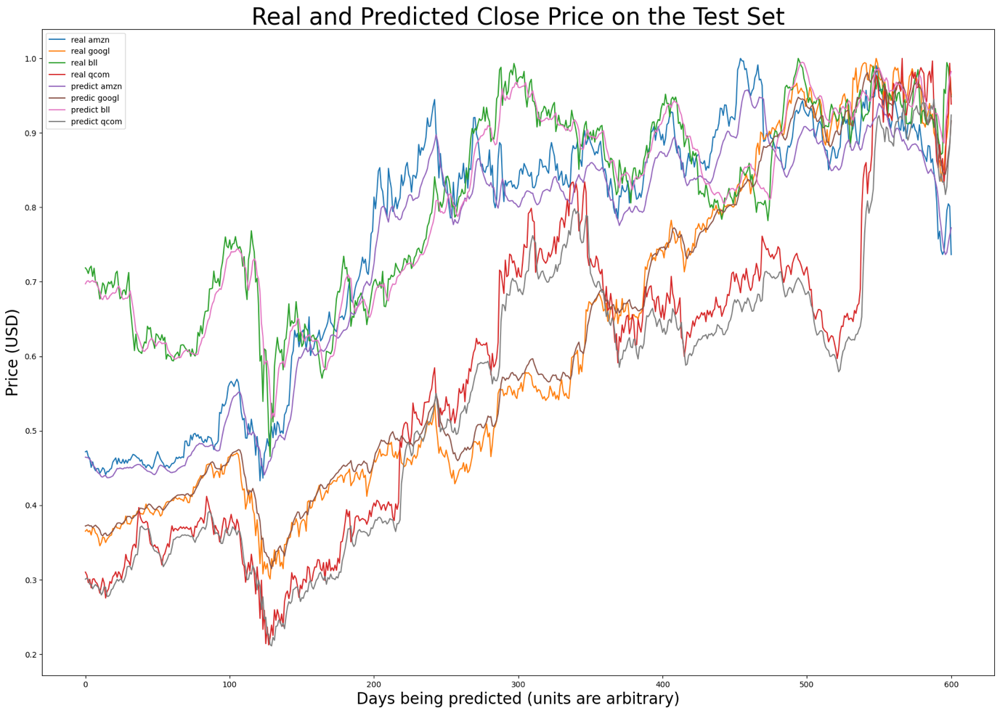 Real and Predicted Close Price on the Test Set
real amzn
real googl
real bll
real qcom
predict amzn
predic googl
predict bll
predict qcom
Price (USD)
1.0
0.9
0.8
0.7
0.6
0.5
0.4
0.3
0.2
0 100 200 300 400 500 600
Days being predicted (units are arbitrary)